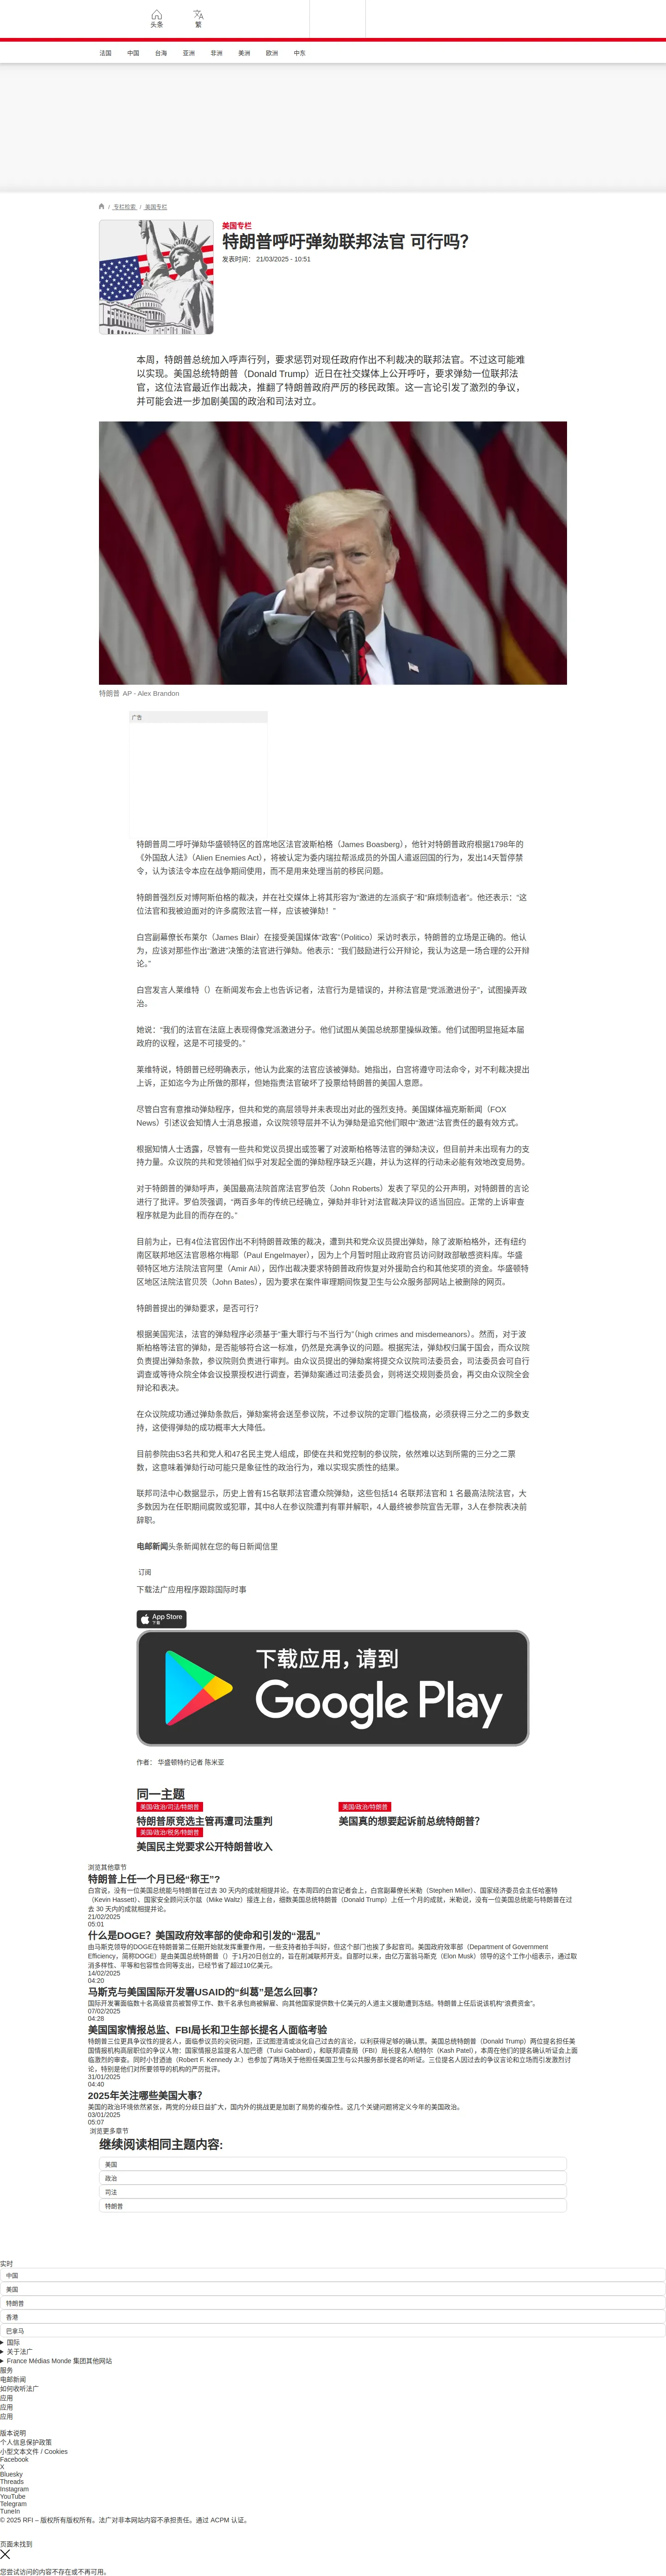 头条
繁
法国
中国
台海
亚洲
非洲
美洲
欧洲
中东
/ 专栏检索 / 美国专栏
美国专栏
特朗普呼吁弹劾联邦法官 可行吗?
发表时间: 21/03/2025 - 10:51
本周，特朗普总统加入呼声行列，要求惩罚对现任政府作出不利裁决的联邦法官。不过这可能难
以实现。美国总统特朗普（Donald Trump）近日在社交媒体上公开呼吁，要求弹劾一位联邦法
官，这位法官最近作出裁决，推翻了特朗普政府严厉的移民政策。这一言论引发了激烈的争议，
并可能会进一步加剧美国的政治和司法对立。
特朗普 AP - Alex Brandon
广告
特朗普周二呼吁弹劾华盛顿特区的首席地区法官波斯柏格（James Boasberg），他针对特朗普政府根据1798年的
《外国敌人法》（Alien Enemies Act），将被认定为委内瑞拉帮派成员的外国人遣返回国的行为，发出14天暂停禁
令，认为该法令本应在战争期间使用，而不是用来处理当前的移民问题。
特朗普强烈反对博阿斯伯格的裁决，并在社交媒体上将其形容为“激进的左派疯子”和“麻烦制造者”。他还表示：“这
位法官和我被迫面对的许多腐败法官一样，应该被弹劾！”
白宫副幕僚长布莱尔（James Blair）在接受美国媒体“政客”（Politico）采访时表示，特朗普的立场是正确的。他认
为，应该对那些作出“激进”决策的法官进行弹劾。他表示：“我们鼓励进行公开辩论，我认为这是一场合理的公开辩
论。”
白宫发言人莱维特（）在新闻发布会上也告诉记者，法官行为是错误的，并称法官是“党派激进份子”，试图操弄政
治。
她说：“我们的法官在法庭上表现得像党派激进分子。他们试图从美国总统那里操纵政策。他们试图明显拖延本届
政府的议程，这是不可接受的。”
莱维特说，特朗普已经明确表示，他认为此案的法官应该被弹劾。她指出，白宫将遵守司法命令，对不利裁决提出
上诉，正如迄今为止所做的那样，但她指责法官破坏了投票给特朗普的美国人意愿。
尽管白宫有意推动弹劾程序，但共和党的高层领导并未表现出对此的强烈支持。美国媒体福克斯新闻（FOX
News）引述议会知情人士消息报道，众议院领导层并不认为弹劾是追究他们眼中“激进”法官责任的最有效方式。
根据知情人士透露，尽管有一些共和党议员提出或签署了对波斯柏格等法官的弹劾决议，但目前并未出现有力的支
持力量。众议院的共和党领袖们似乎对发起全面的弹劾程序缺乏兴趣，并认为这样的行动未必能有效地改变局势。
对于特朗普的弹劾呼声，美国最高法院首席法官罗伯茨（John Roberts）发表了罕见的公开声明，对特朗普的言论
进行了批评。罗伯茨强调，“两百多年的传统已经确立，弹劾并非针对法官裁决异议的适当回应。正常的上诉审查
程序就是为此目的而存在的。”
目前为止，已有4位法官因作出不利特朗普政策的裁决，遭到共和党众议员提出弹劾，除了波斯柏格外，还有纽约
南区联邦地区法官恩格尔梅耶（Paul Engelmayer），因为上个月暂时阻止政府官员访问财政部敏感资料库。华盛
顿特区地方法院法官阿里（Amir Ali），因作出裁决要求特朗普政府恢复对外援助合约和其他奖项的资金。华盛顿特
区地区法院法官贝茨（John Bates），因为要求在案件审理期间恢复卫生与公众服务部网站上被删除的网页。
特朗普提出的弹劾要求，是否可行?
根据美国宪法，法官的弹劾程序必须基于“重大罪行与不当行为”（high crimes and misdemeanors）。然而，对于波
斯柏格等法官的弹劾，是否能够符合这一标准，仍然是充满争议的问题。根据宪法，弹劾权归属于国会，而众议院
负责提出弹劾条款，参议院则负责进行审判。由众议员提出的弹劾案将提交众议院司法委员会，司法委员会可自行
调查或等待众院全体会议投票授权进行调查，若弹劾案通过司法委员会，则将送交规则委员会，再交由众议院全会
辩论和表决。
在众议院成功通过弹劾条款后，弹劾案将会送至参议院，不过参议院的定罪门槛极高，必须获得三分之二的多数支
持，这使得弹劾的成功概率大大降低。
目前参院由53名共和党人和47名民主党人组成，即使在共和党控制的参议院，依然难以达到所需的三分之二票
数，这意味着弹劾行动可能只是象征性的政治行为，难以实现实质性的结果。
联邦司法中心数据显示，历史上曾有15名联邦法官遭众院弹劾，这些包括14 名联邦法官和 1 名最高法院法官，大
多数因为在任职期间腐败或犯罪，其中8人在参议院遭判有罪并解职，4人最终被参院宣告无罪，3人在参院表决前
辞职。
电邮新闻头条新闻就在您的每日新闻信里
订阅
下载法广应用程序跟踪国际时事
App Store
下载
下载应用，请到
Google Play
作者： 华盛顿特约记者 陈米亚
同一主题
美国/政治/司法/特朗普
特朗普原竞选主管再遭司法重判
美国/政治/特朗普
美国真的想要起诉前总统特朗普?
美国/政治/税务/特朗普
美国民主党要求公开特朗普收入
浏览其他章节
特朗普上任一个月已经“称王”?
白宫说，没有一位美国总统能与特朗普在过去 30 天内的成就相提并论。在本周四的白宫记者会上，白宫副幕僚长米勒（Stephen Miller）、国家经济委员会主任哈塞特
（Kevin Hassett）、国家安全顾问沃尔兹（Mike Waltz）接连上台，细数美国总统特朗普（Donald Trump）上任一个月的成就，米勒说，没有一位美国总统能与特朗普在过
去 30 天内的成就相提并论。
21/02/2025
05:01
什么是DOGE？美国政府效率部的使命和引发的“混乱”
由马斯克领导的DOGE在特朗普第二任期开始就发挥重要作用，一些支持者拍手叫好，但这个部门也挨了多起官司。美国政府效率部（Department of Government
Efficiency，简称DOGE）是由美国总统特朗普（）于1月20日创立的，旨在削减联邦开支。自那时以来，由亿万富翁马斯克（Elon Musk）领导的这个工作小组表示，通过取
消多样性、平等和包容性合同等支出，已经节省了超过10亿美元。
14/02/2025
04:20
马斯克与美国国际开发署USAID的“纠葛”是怎么回事?
国际开发署面临数十名高级官员被暂停工作、数千名承包商被解雇、向其他国家提供数十亿美元的人道主义援助遭到冻结。特朗普上任后说该机构“浪费资金”。
07/02/2025
04:28
美国国家情报总监、FBI局长和卫生部长提名人面临考验
特朗普三位更具争议性的提名人，面临参议员的尖锐问题，正试图澄清或淡化自己过去的言论，以利获得足够的确认票。美国总统特朗普（Donald Trump）两位提名担任美
国情报机构高层职位的争议人物：国家情报总监提名人加巴德（Tulsi Gabbard），和联邦调查局（FBI）局长提名人帕特尔（Kash Patel），本周在他们的提名确认听证会上面
临激烈的审查。同时小甘迺迪（Robert F. Kennedy Jr.）也参加了两场关于他担任美国卫生与公共服务部长提名的听证。三位提名人因过去的争议言论和立场而引发激烈讨
论，特别是他们对所要领导的机构的严厉批评。
31/01/2025
04:40
2025年关注哪些美国大事?
美国的政治环境依然紧张，两党的分歧日益扩大，国内外的挑战更是加剧了局势的复杂性。这几个关键问题将定义今年的美国政治。
03/01/2025
05:07
浏览更多章节
继续阅读相同主题内容:
美国
政治
司法
特朗普
实时
中国
美国
特朗普
香港
巴拿马
国际
关于法广
France Médias Monde 集团其他网站
服务
电邮新闻
如何收听法广
应用
应用
应用
版本说明
个人信息保护政策
小型文本文件 / Cookies
Facebook
X
Bluesky
Threads
Instagram
YouTube
Telegram
TuneIn
© 2025 RFI – 版权所有版权所有。法广对非本网站内容不承担责任。通过 ACPM 认证。
页面未找到
您尝试访问的内容不存在或不再可用。